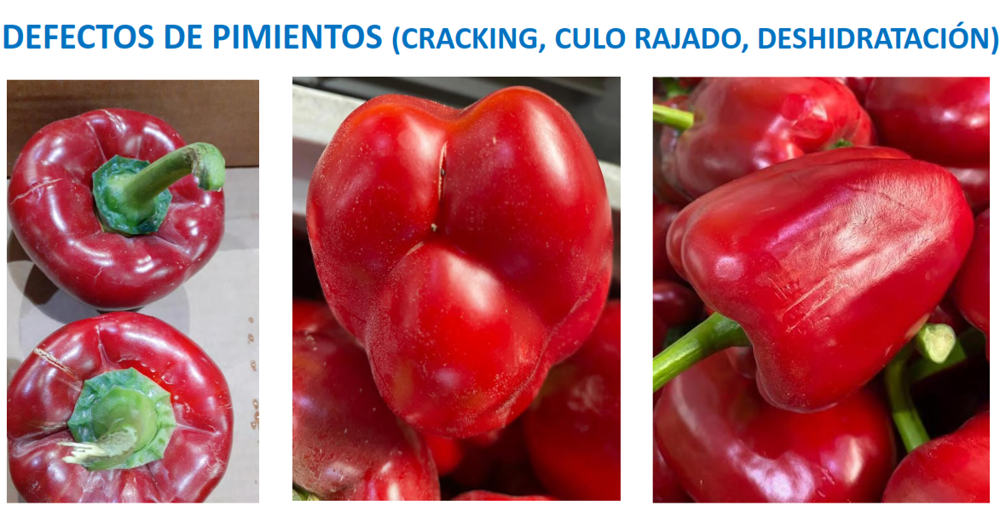 DEFECTOS DE PIMIENTOS (CRACKING, CULO RAJADO, DESHIDRATACIÓN)